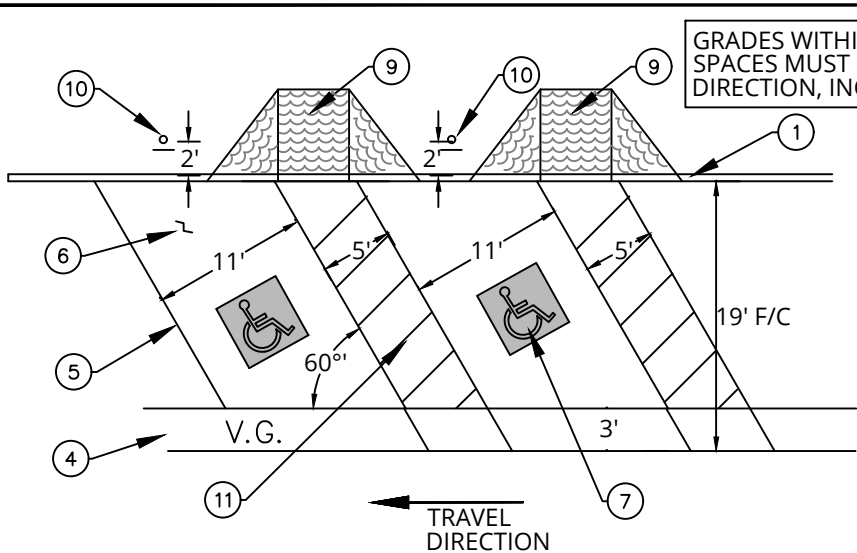 GRADES WITHI
SPACES MUST
DIRECTION, INC
10
9
10
9
1
2'
2'
6
11'
5'
11'
5'
19' F/C
5
60°'
4
V.G.
3'
11
7
TRAVEL
DIRECTION